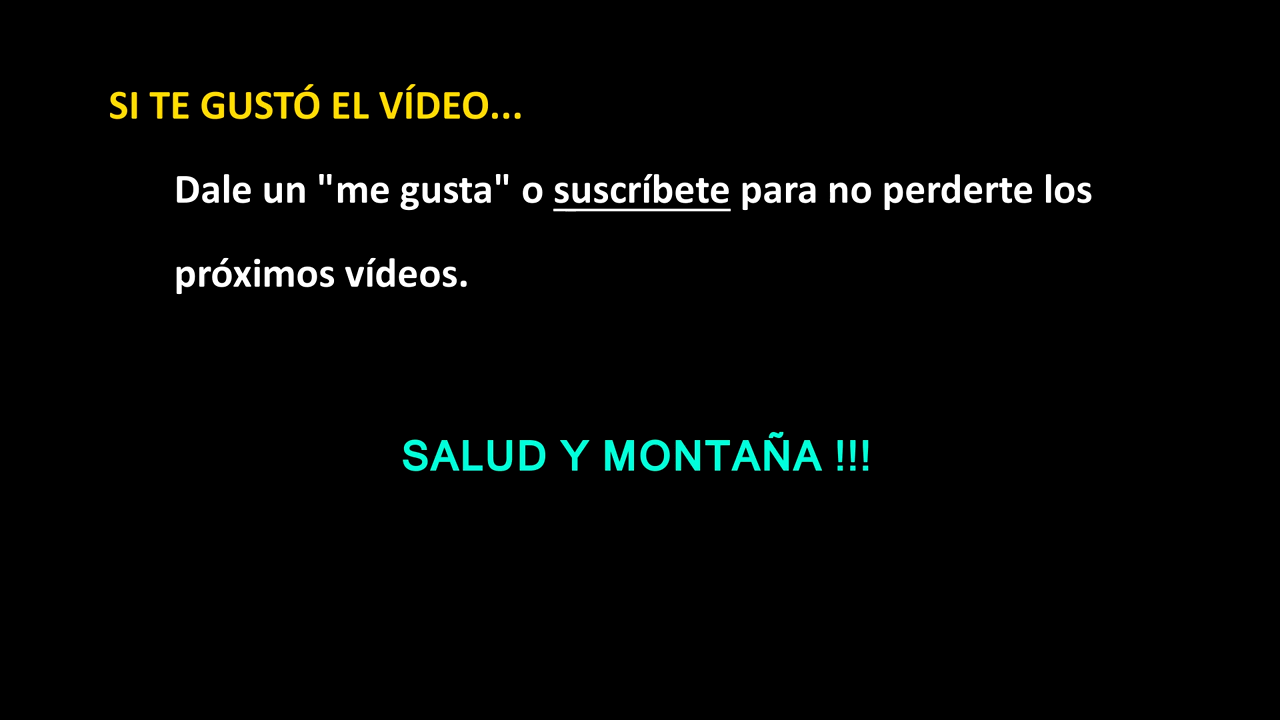 SI TE GUSTÓ EL VÍDEO...
Dale un "me gusta" o suscríbete para no perderte los
próximos vídeos.
SALUD Y MONTAÑA !!!